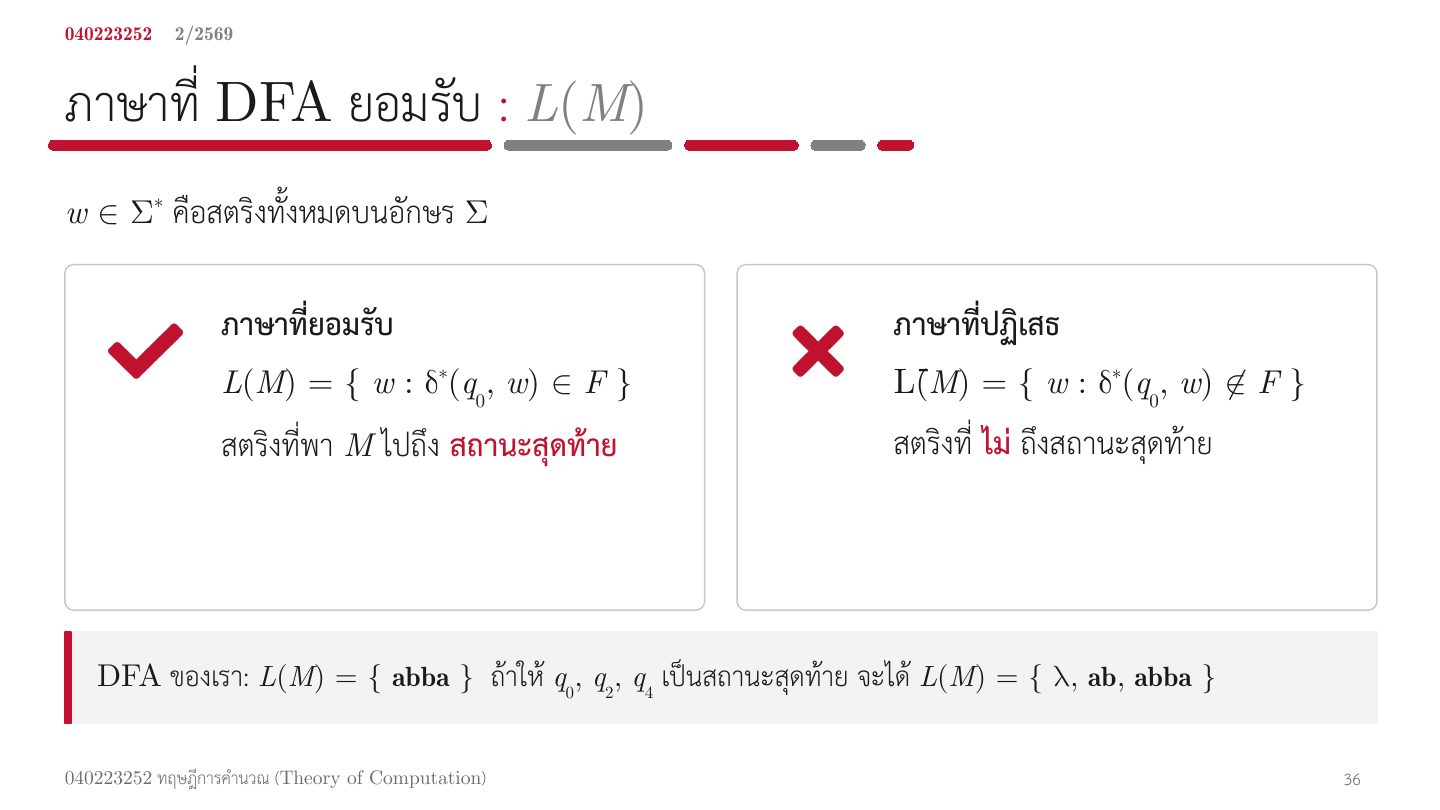 040223252 2/2569
ภาษาที่ DFA ยอมรับ : L(M)
w ∈ Σ* คือสตริงทั้งหมดบนอักษร Σ
ภาษาที่ยอมรับ
L(M) = { w : δ*(q₀, w) ∈ F }
สตริงที่พา M ไปถึง สถานะสุดท้าย
ภาษาที่ปฏิเสธ
L̅(M) = { w : δ*(q₀, w) ∉ F }
สตริงที่ ไม่ ถึงสถานะสุดท้าย
DFA ของเรา: L(M) = { abba } ถ้าให้ q₀, q₂, q₄ เป็นสถานะสุดท้าย จะได้ L(M) = { λ, ab, abba }
040223252 ทฤษฎีการคำนวณ (Theory of Computation)
36